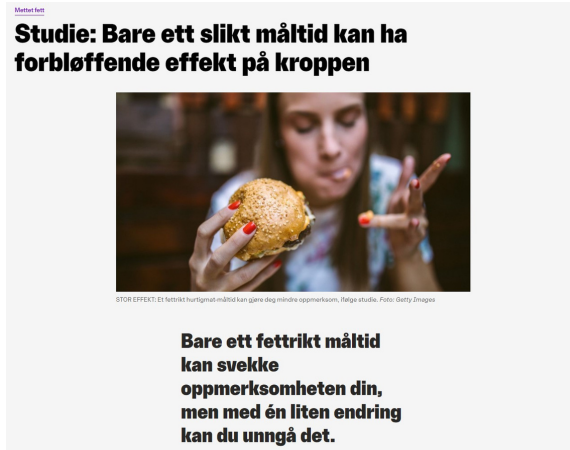 Mettet fett
Studie: Bare ett slikt måltid kan ha
forbløffende effekt på kroppen
STOR EFFEKT: Et fettrikt hurtigmat-måltid kan gjøre deg mindre oppmerksom, ifølge studie. Foto: Getty Images
Bare ett fettrikt måltid
kan svekke
oppmerksomheten din,
men med én liten endring
kan du unngå det.